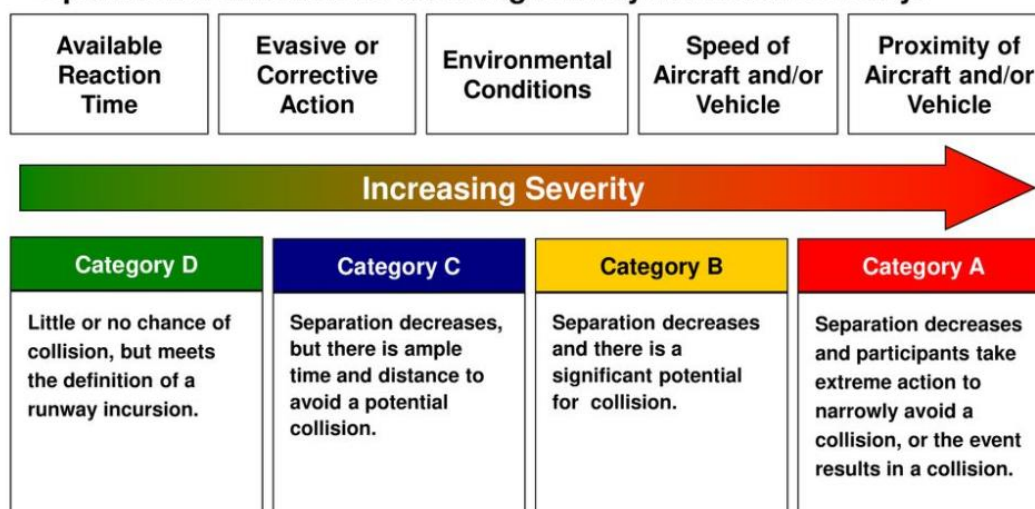 Available
Reaction
Time
Evasive or
Corrective
Action
Environmental
Conditions
Speed of
Aircraft and/or
Vehicle
Proximity of
Aircraft and/or
Vehicle
Increasing Severity
Category D
Little or no chance of
collision, but meets
the definition of a
runway incursion.
Category C
Separation decreases,
but there is ample
time and distance to
avoid a potential
collision.
Category B
Separation decreases
and there is a
significant potential
for collision.
Category A
Separation decreases
and participants take
extreme action to
narrowly avoid a
collision, or the event
results in a collision.